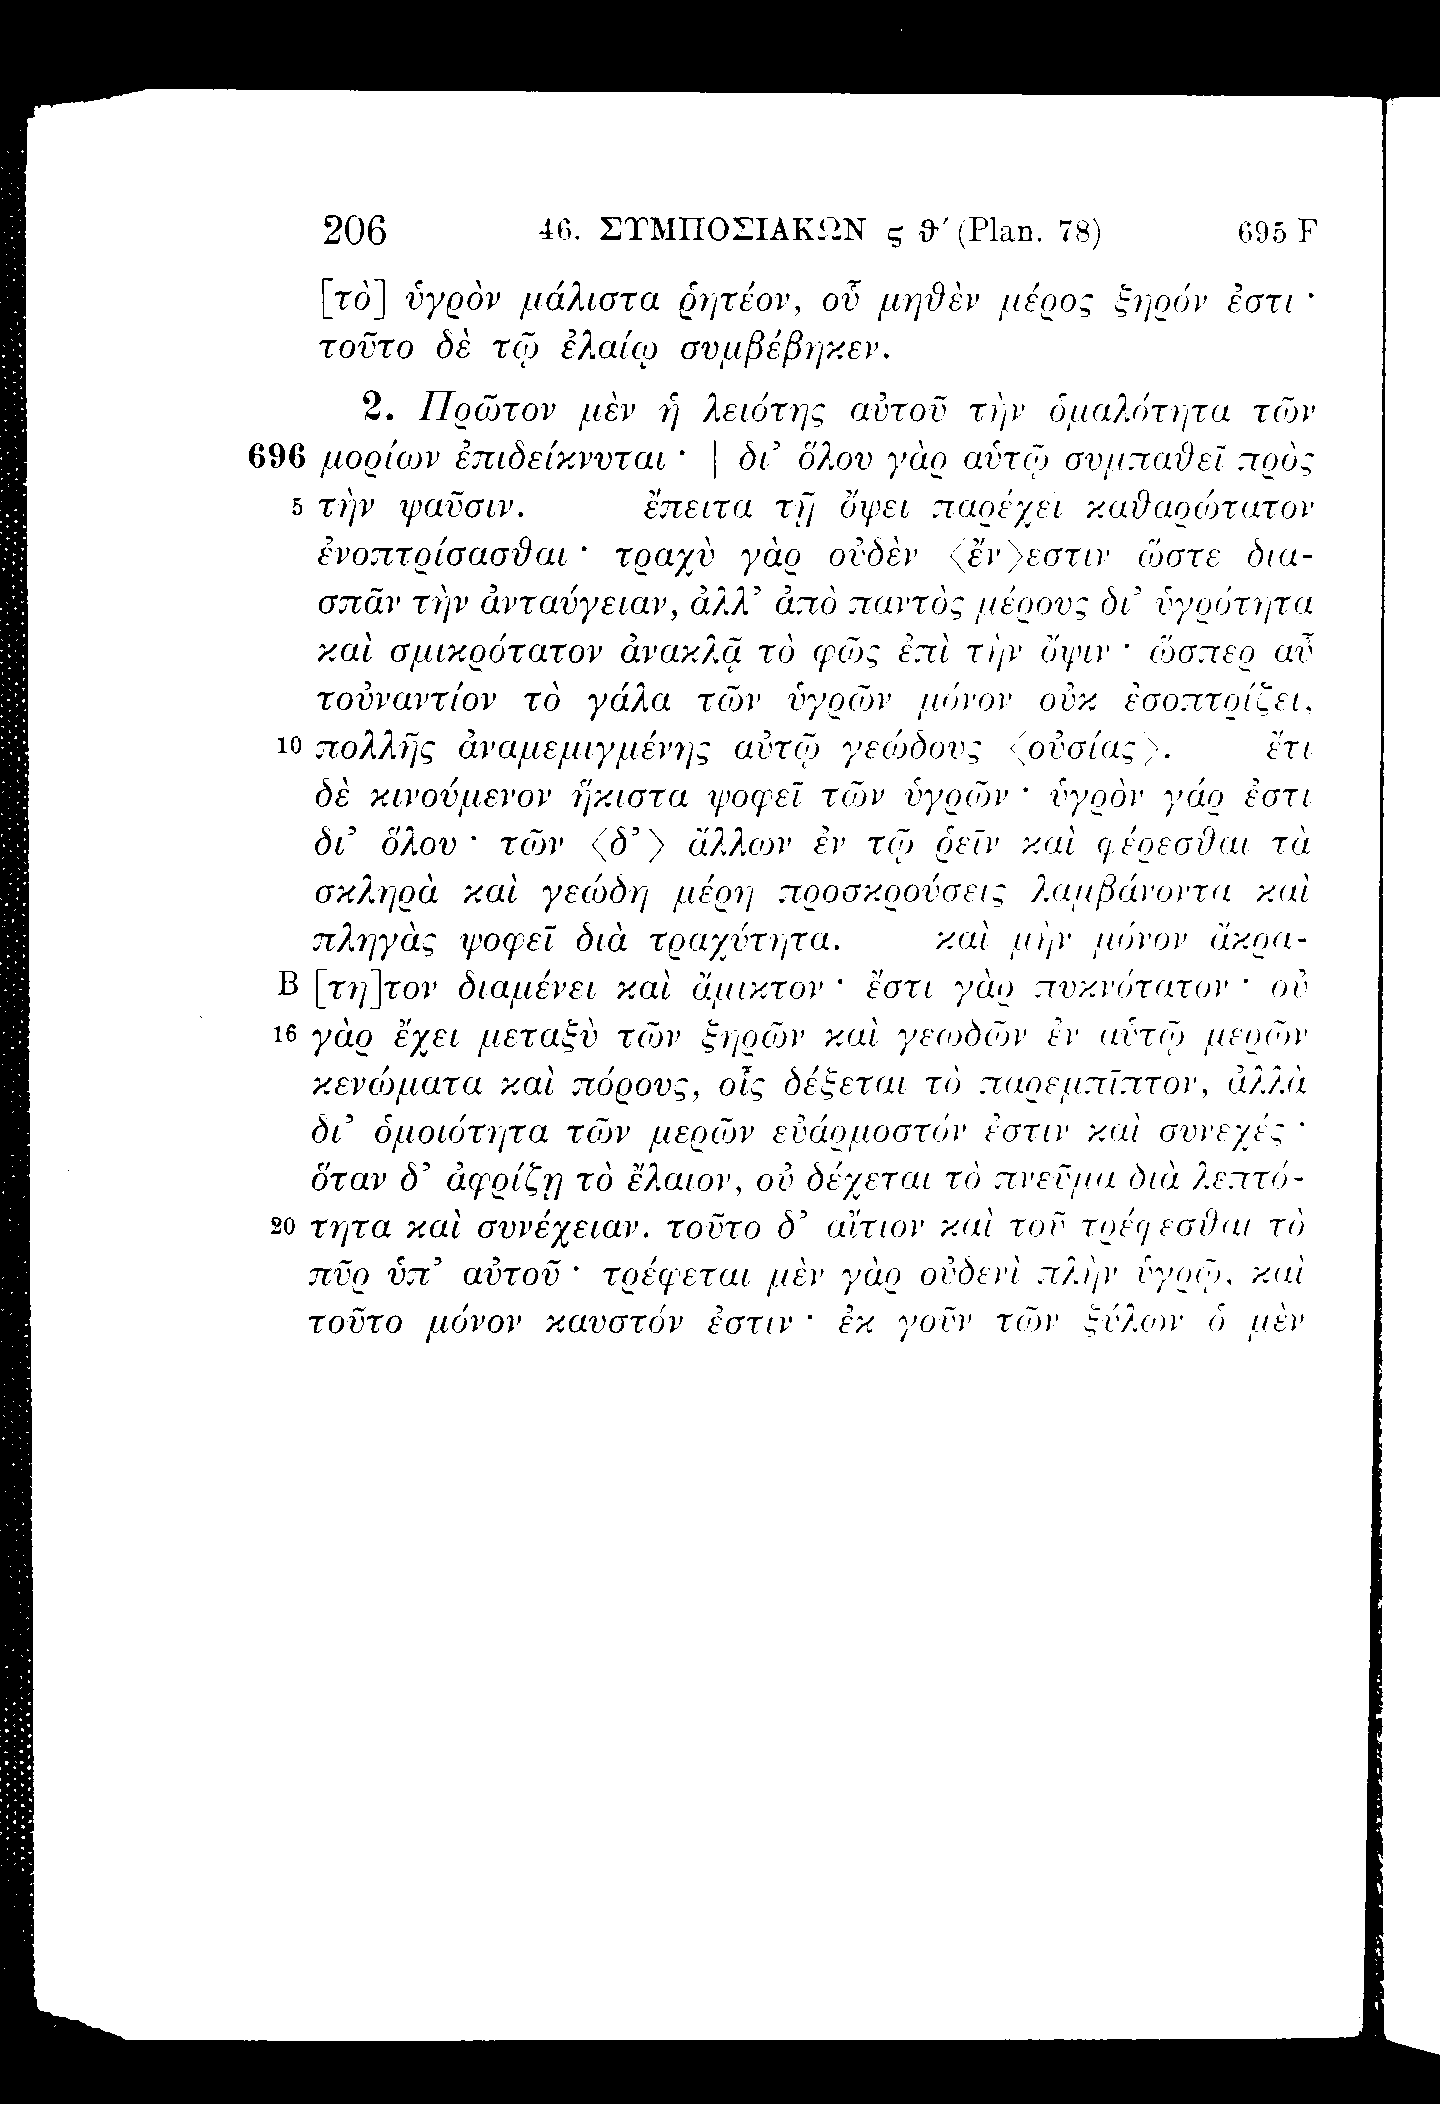 206 46. ΣΥΜΠΟΣΙΑΚΩΝ ϛ θʹ (Plan. 78) 695 F
[τὸ] ὑγρὸν μάλιστα ῥητέον, οὗ μηθὲν μέρος ξηρόν ἐστι ·
τοῦτο δὲ τῷ ἐλαίῳ συμβέβηκεν.
2. Πρῶτον μὲν ἡ λειότης αὐτοῦ τὴν ὁμαλότητα τῶν
696 μορίων ἐπιδείκνυται · | δι’ ὅλου γὰρ αὑτῷ συμπαθεῖ πρὸς
5 τὴν ψαῦσιν. ἔπειτα τῇ ὄψει παρέχει καθαρώτατον
ἐνοπτρίσασθαι · τραχὺ γὰρ οὐδὲν ⟨ἔν⟩εστιν ὥστε δια-
σπᾶν τὴν ἀνταύγειαν, ἀλλ’ ἀπὸ παντὸς μέρους δι’ ὑγρότητα
καὶ σμικρότατον ἀνακλᾷ τὸ φῶς ἐπὶ τὴν ὄψιν · ὥσπερ αὖ
τοὐναντίον τὸ γάλα τῶν ὑγρῶν μόνον οὐκ ἐσοπτρίζει,
10 πολλῆς ἀναμεμιγμένης αὐτῷ γεώδους ⟨οὐσίας⟩. ἔτι
δὲ κινούμενον ἥκιστα ψοφεῖ τῶν ὑγρῶν · ὑγρὸν γάρ ἐστι
δι’ ὅλου · τῶν ⟨δ’⟩ ἄλλων ἐν τῷ ῥεῖν καὶ φέρεσθαι τὰ
σκληρὰ καὶ γεώδη μέρη προσκρούσεις λαμβάνοντα καὶ
πληγὰς ψοφεῖ διὰ τραχύτητα. καὶ μὴν μόνον ἄκρα-
B [τη]τον διαμένει καὶ ἄμικτον · ἔστι γὰρ πυκνότατον · οὐ
16 γὰρ ἔχει μεταξὺ τῶν ξηρῶν καὶ γεωδῶν ἐν αὑτῷ μερῶν
κενώματα καὶ πόρους, οἷς δέξεται τὸ παρεμπῖπτον, ἀλλὰ
δι’ ὁμοιότητα τῶν μερῶν εὐάρμοστόν ἐστιν καὶ συνεχές ·
ὅταν δ’ ἀφρίζῃ τὸ ἔλαιον, οὐ δέχεται τὸ πνεῦμα διὰ λεπτό-
20 τητα καὶ συνέχειαν. τοῦτο δ’ αἴτιον καὶ τοῦ τρέφεσθαι τὸ
πῦρ ὑπ’ αὐτοῦ · τρέφεται μὲν γὰρ οὐδενὶ πλὴν ὑγρῷ, καὶ
τοῦτο μόνον καυστόν ἐστιν · ἐκ γοῦν τῶν ξύλων ὁ μὲν